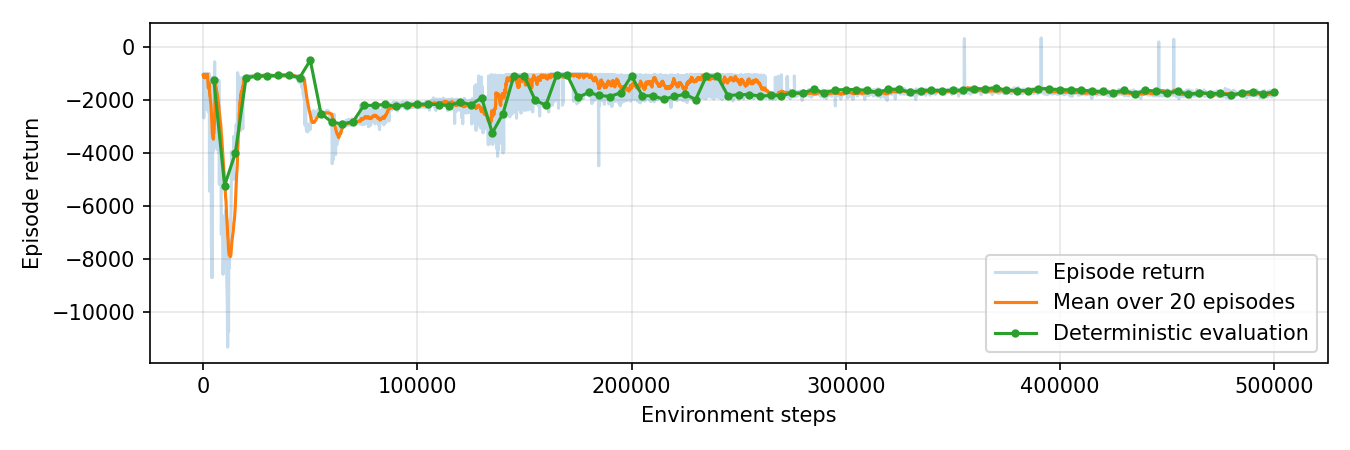 Episode return
0
−2000
−4000
−6000
−8000
−10000
0
100000
200000
300000
400000
500000
Environment steps
Episode return
Mean over 20 episodes
Deterministic evaluation